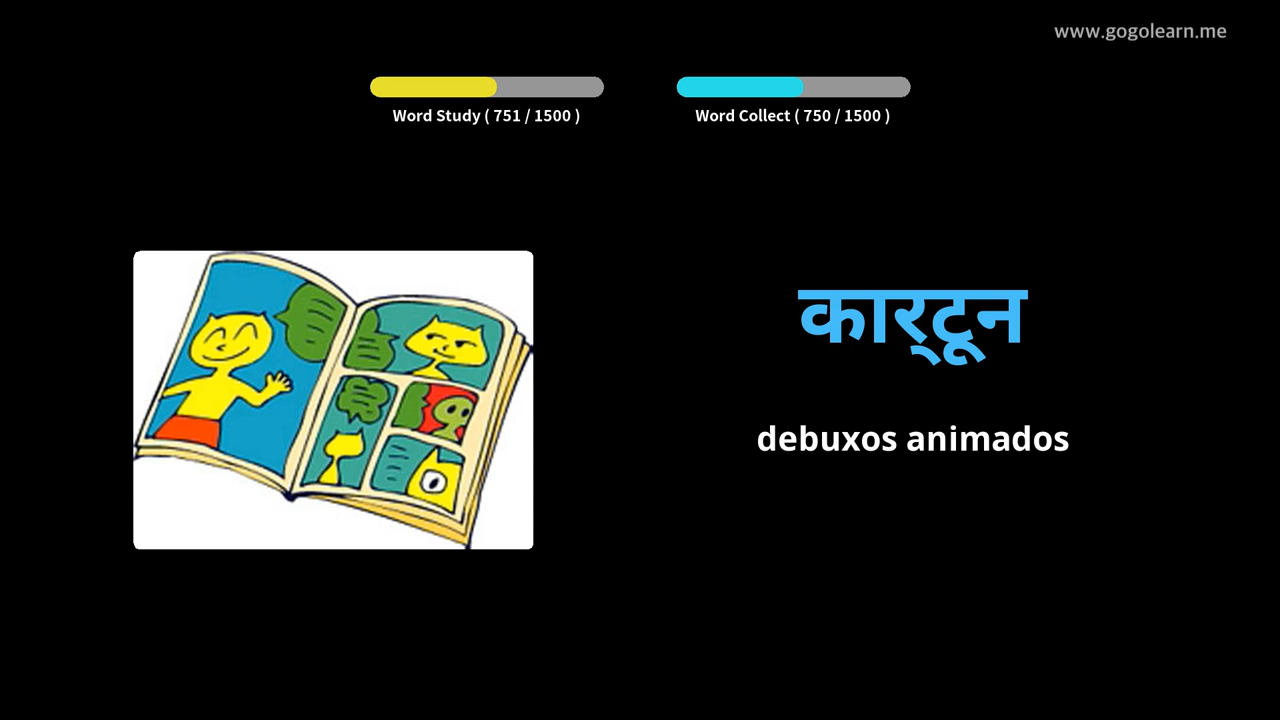 www.gogolearn.me
Word Study ( 751 / 1500 )
Word Collect ( 750 / 1500 )
कार्‍टून
debuxos animados